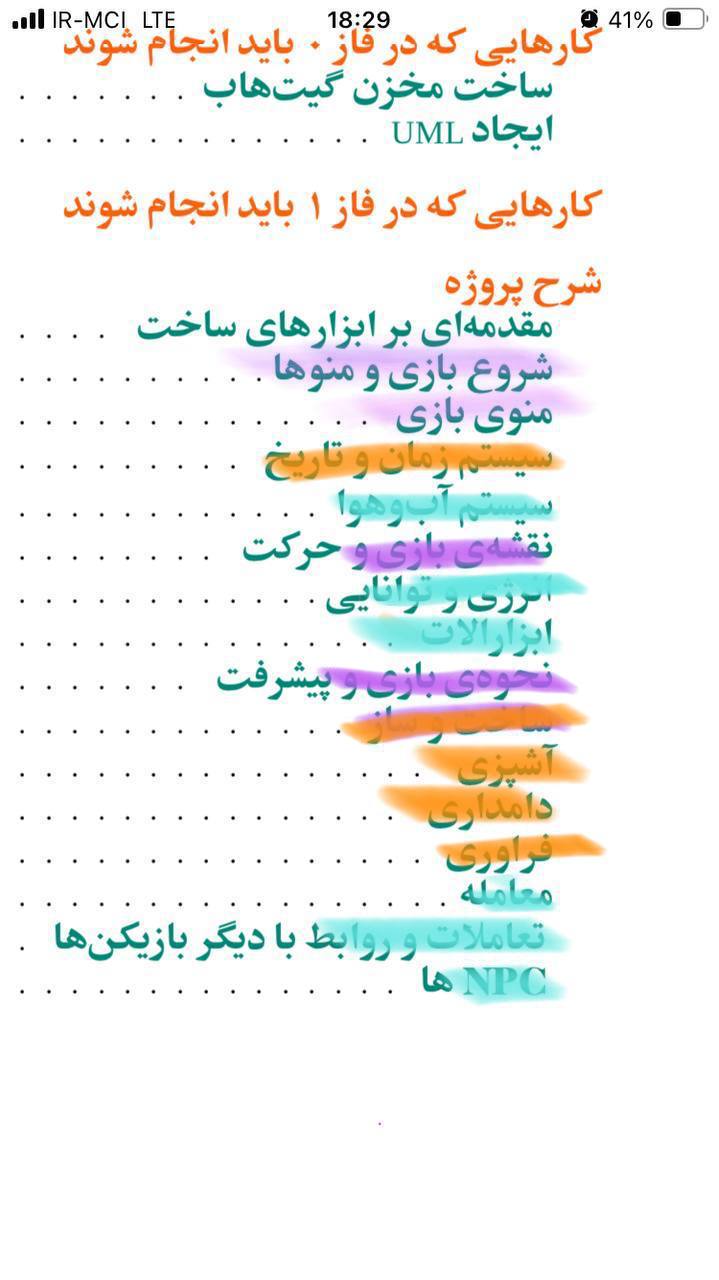 IR-MCI LTE 18:29 41%
کارهایی که در فاز ۰ باید انجام شوند
ساخت مخزن گیت‌هاب . . . . . . .
ایجاد UML . . . . . . . . . . . . . .
کارهایی که در فاز ۱ باید انجام شوند
شرح پروژه
مقدمه‌ای بر ابزارهای ساخت . . . .
شروع بازی و منوها . . . . . . . . . .
منوی بازی . . . . . . . . . . . . . . .
سیستم زمان و تاریخ . . . . . . . . .
سیستم آب‌وهوا . . . . . . . . . . . .
نقشه‌ی بازی و حرکت . . . . . . . .
انرژی و توانایی . . . . . . . . . . . .
ابزارالات . . . . . . . . . . . . . . .
نحوه‌ی بازی و پیشرفت . . . . . . .
ساخت و ساز . . . . . . . . . . . . .
آشپزی . . . . . . . . . . . . . . . .
دامداری . . . . . . . . . . . . . . .
فراوری . . . . . . . . . . . . . . . .
معامله . . . . . . . . . . . . . . . . .
تعاملات و روابط با دیگر بازیکن‌ها .
NPC ها . . . . . . . . . . . . . . .